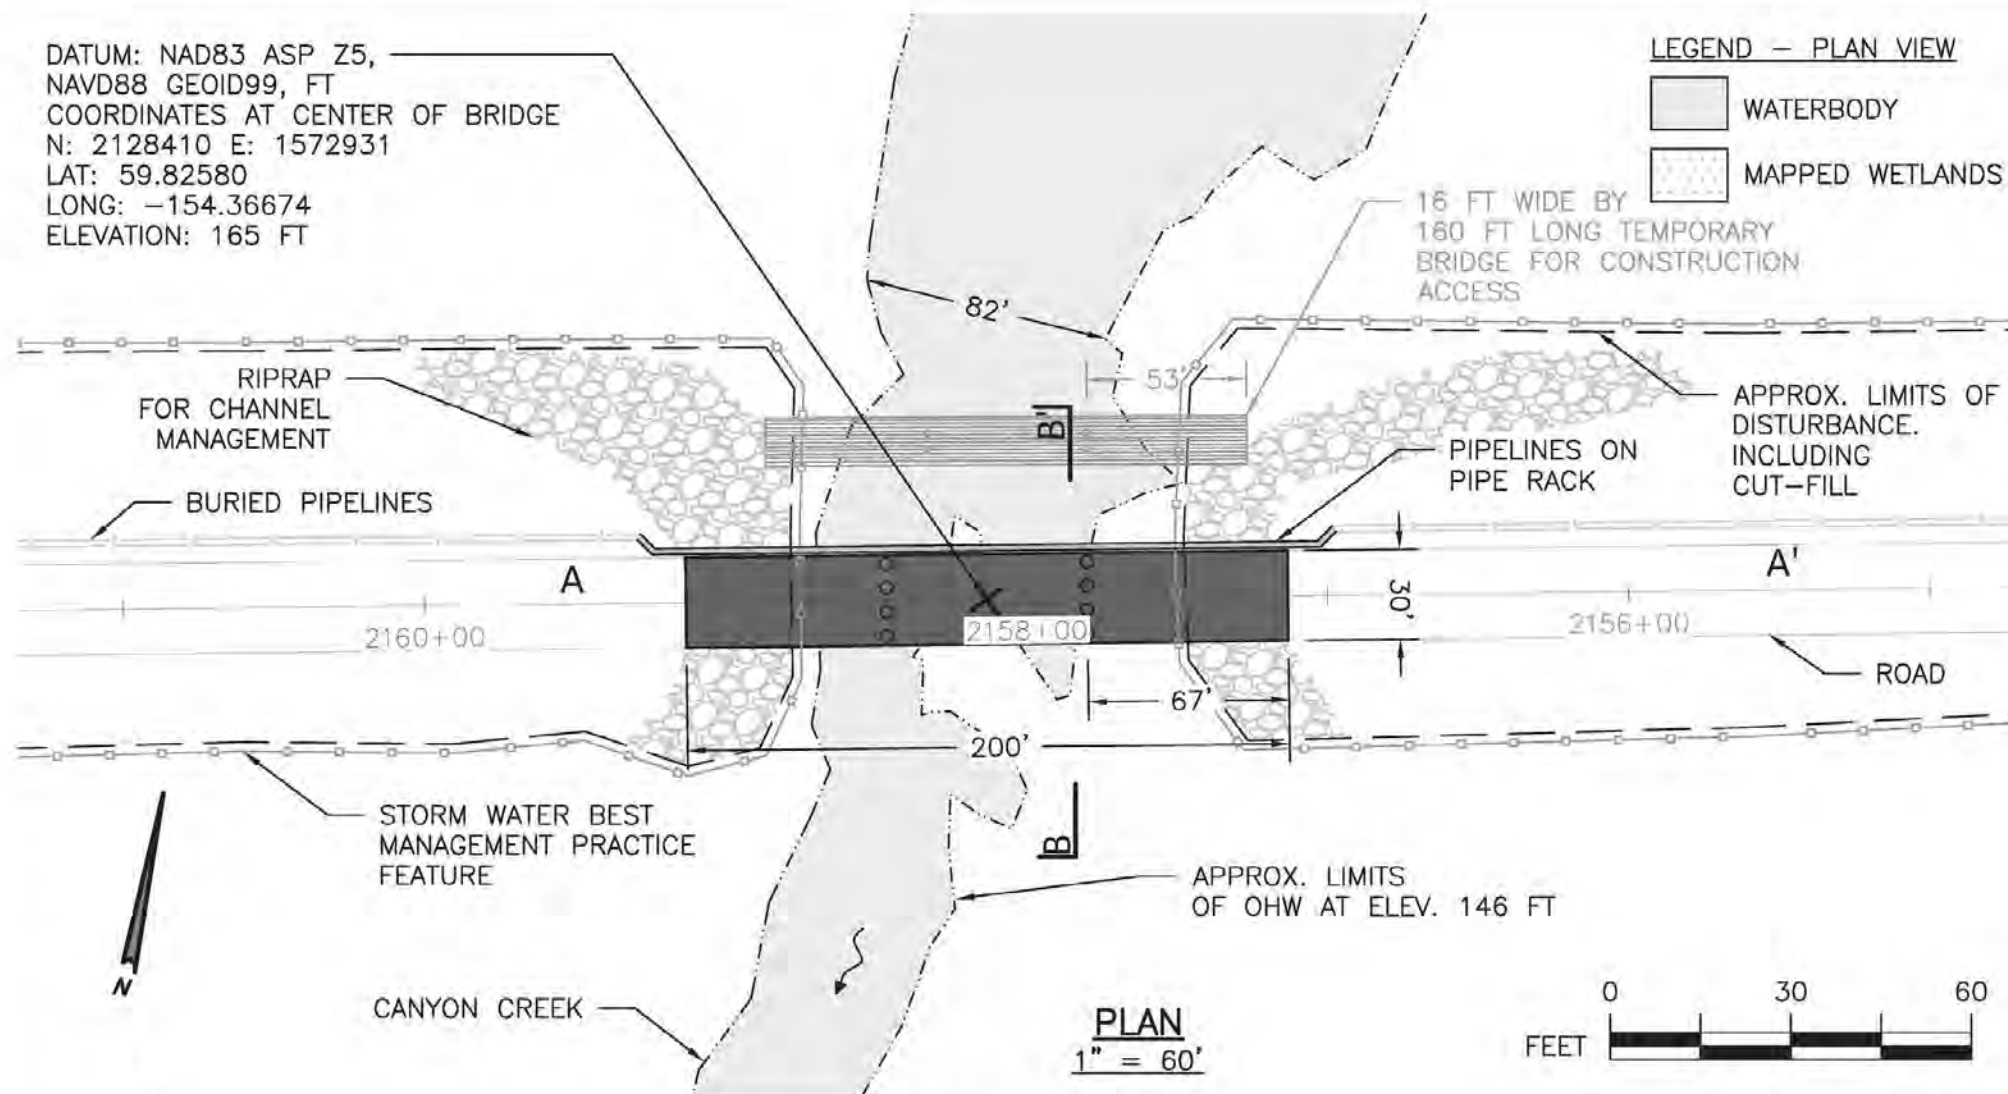 DATUM: NAD83 ASP Z5,
NAVD88 GEOID99, FT
COORDINATES AT CENTER OF BRIDGE
N: 2128410 E: 1572931
LAT: 59.82580
LONG: −154.36674
ELEVATION: 165 FT
LEGEND − PLAN VIEW
WATERBODY
MAPPED WETLANDS
16 FT WIDE BY
160 FT LONG TEMPORARY
BRIDGE FOR CONSTRUCTION
ACCESS
82'
53'
RIPRAP
FOR CHANNEL
MANAGEMENT
B'
APPROX. LIMITS OF
DISTURBANCE.
INCLUDING
CUT−FILL
PIPELINES ON
PIPE RACK
BURIED PIPELINES
A
A'
30'
2160+00
2158+00
2156+00
ROAD
67'
200'
STORM WATER BEST
MANAGEMENT PRACTICE
FEATURE
B
APPROX. LIMITS
OF OHW AT ELEV. 146 FT
N
CANYON CREEK
PLAN
1" = 60'
0 30 60
FEET